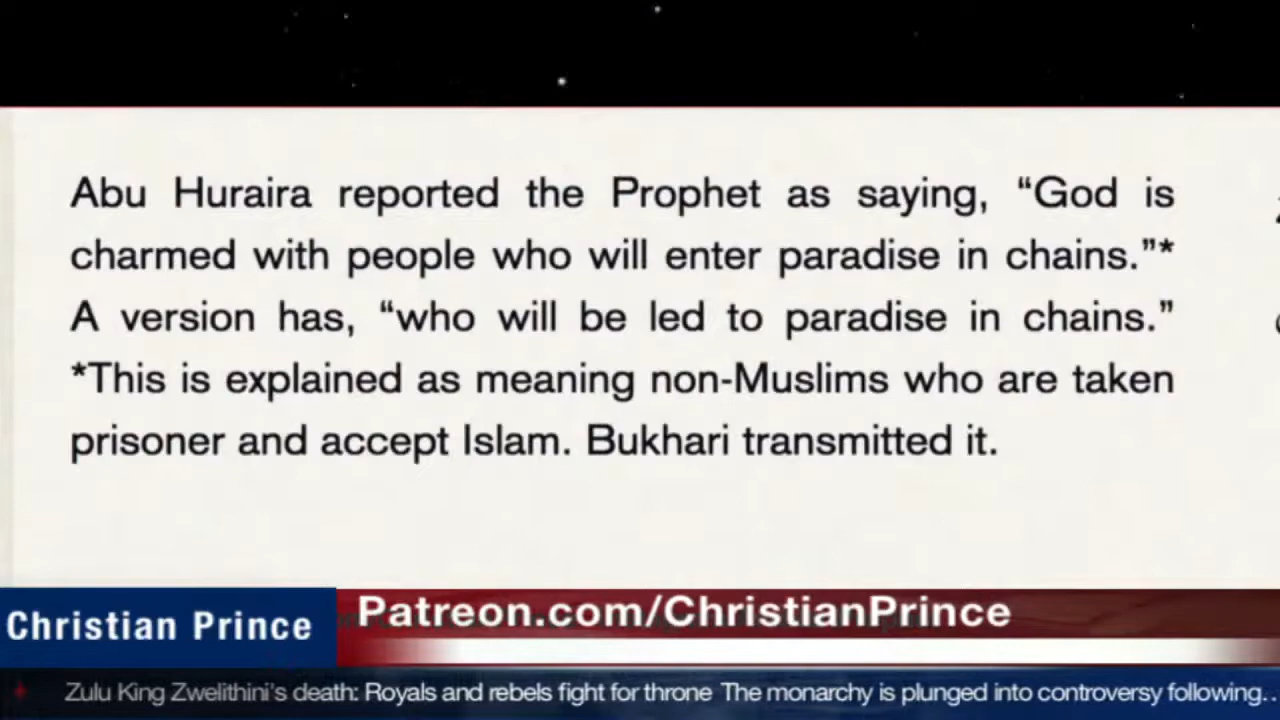 Abu Huraira reported the Prophet as saying, “God is
charmed with people who will enter paradise in chains.”*
A version has, “who will be led to paradise in chains.”
*This is explained as meaning non-Muslims who are taken
prisoner and accept Islam. Bukhari transmitted it.
Christian Prince
Patreon.com/ChristianPrince
Zulu King Zwelithini's death: Royals and rebels fight for throne The monarchy is plunged into controversy following. .